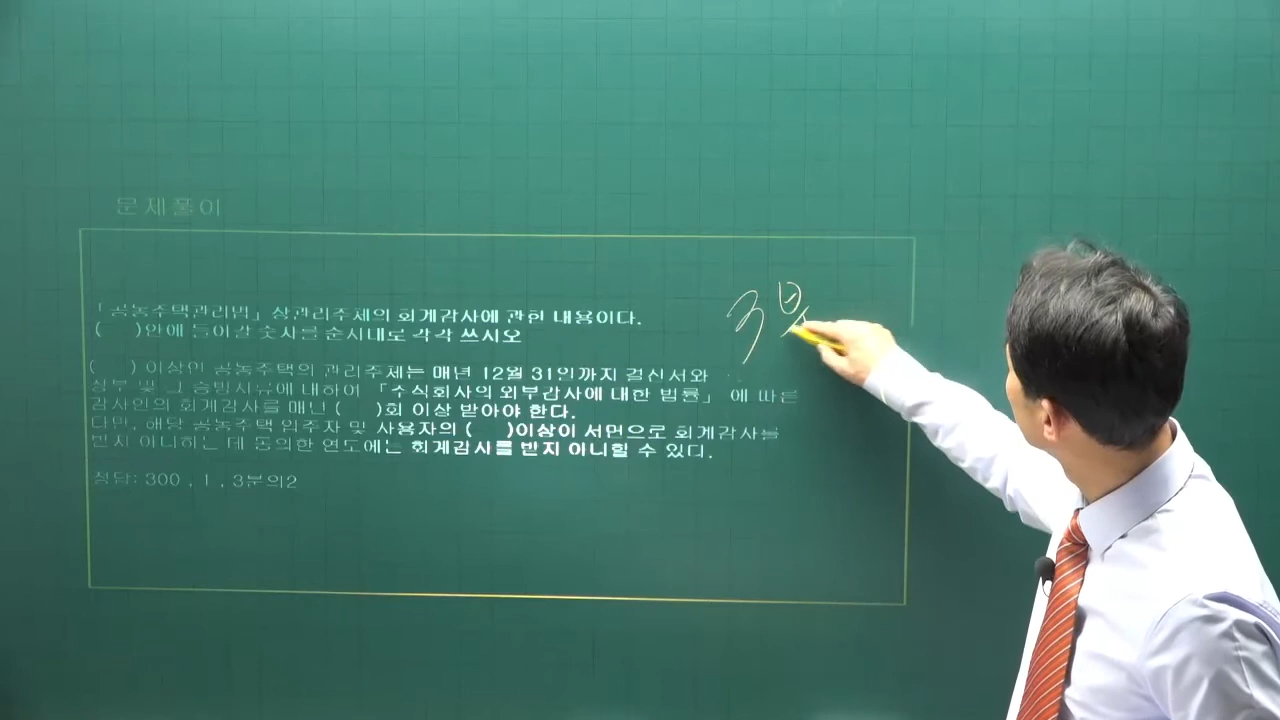 문제풀이
「공동주택관리법」 상관리주체의 회계감사에 관한 내용이다.
( )안에 들어갈 숫자를 순서대로 각각 쓰시오
( ) 이상인 공동주택의 관리주체는 매년 12월 31일까지 결산서와
장부 및 그 증빙서류에 대하여 「주식회사의 외부감사에 대한 법률」 에 따른
감사인의 회계감사를 매년 ( )회 이상 받아야 한다.
다만, 해당 공동주택 입주자 및 사용자의 ( )이상이 서면으로 회계감사를
받지 아니하는 데 동의한 연도에는 회계감사를 받지 아니할 수 있다.
정답: 300 , 1 , 3분의2
3분